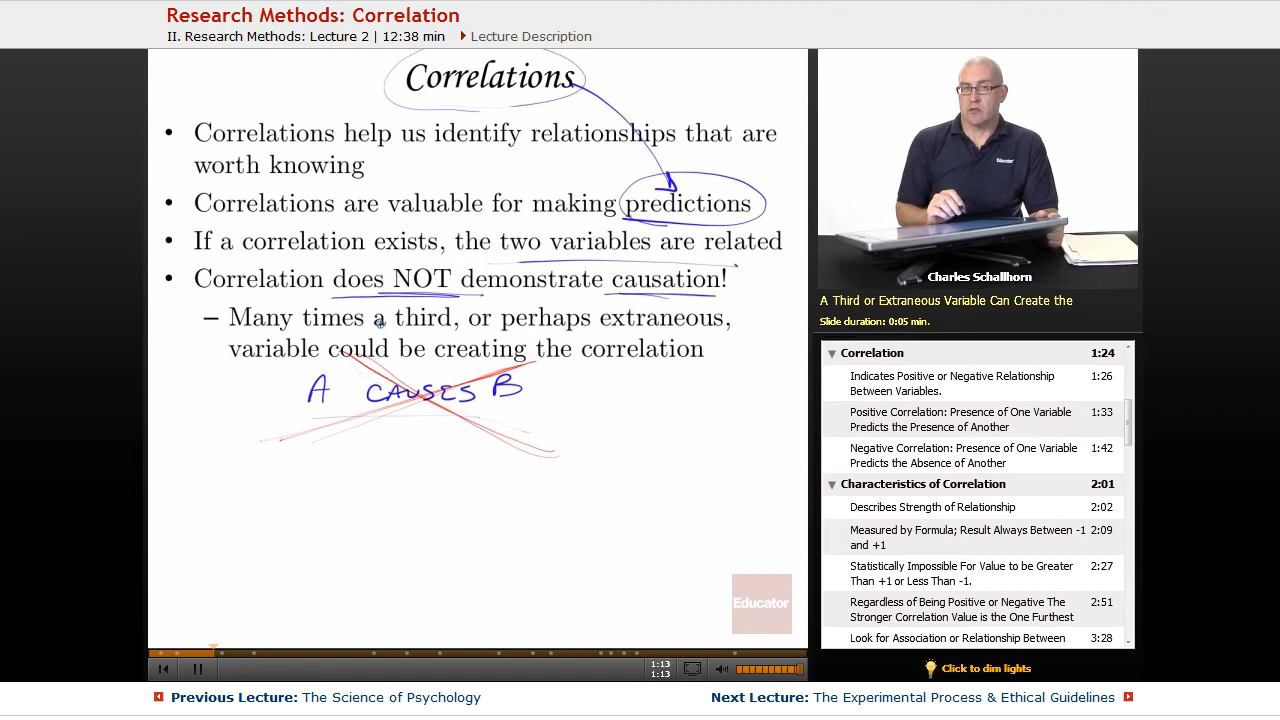 Research Methods: Correlation
II. Research Methods: Lecture 2 | 12:38 min
Lecture Description
Correlations
• Correlations help us identify relationships that are
worth knowing
• Correlations are valuable for making predictions
• If a correlation exists, the two variables are related
• Correlation does NOT demonstrate causation!
– Many times a third, or perhaps extraneous,
variable could be creating the correlation
A CAUSES B
Educator
Educator
Charles Schallhorn
A Third or Extraneous Variable Can Create the
Slide duration: 0:05 min.
Correlation 1:24
Indicates Positive or Negative Relationship 1:26
Between Variables.
Positive Correlation: Presence of One Variable 1:33
Predicts the Presence of Another
Negative Correlation: Presence of One Variable 1:42
Predicts the Absence of Another
Characteristics of Correlation 2:01
Describes Strength of Relationship 2:02
Measured by Formula; Result Always Between -1 2:09
and +1
Statistically Impossible For Value to be Greater 2:27
Than +1 or Less Than -1.
Regardless of Being Positive or Negative The 2:51
Stronger Correlation Value is the One Furthest
Look for Association or Relationship Between 3:28
1:13
1:13
Click to dim lights
Previous Lecture: The Science of Psychology
Next Lecture: The Experimental Process & Ethical Guidelines